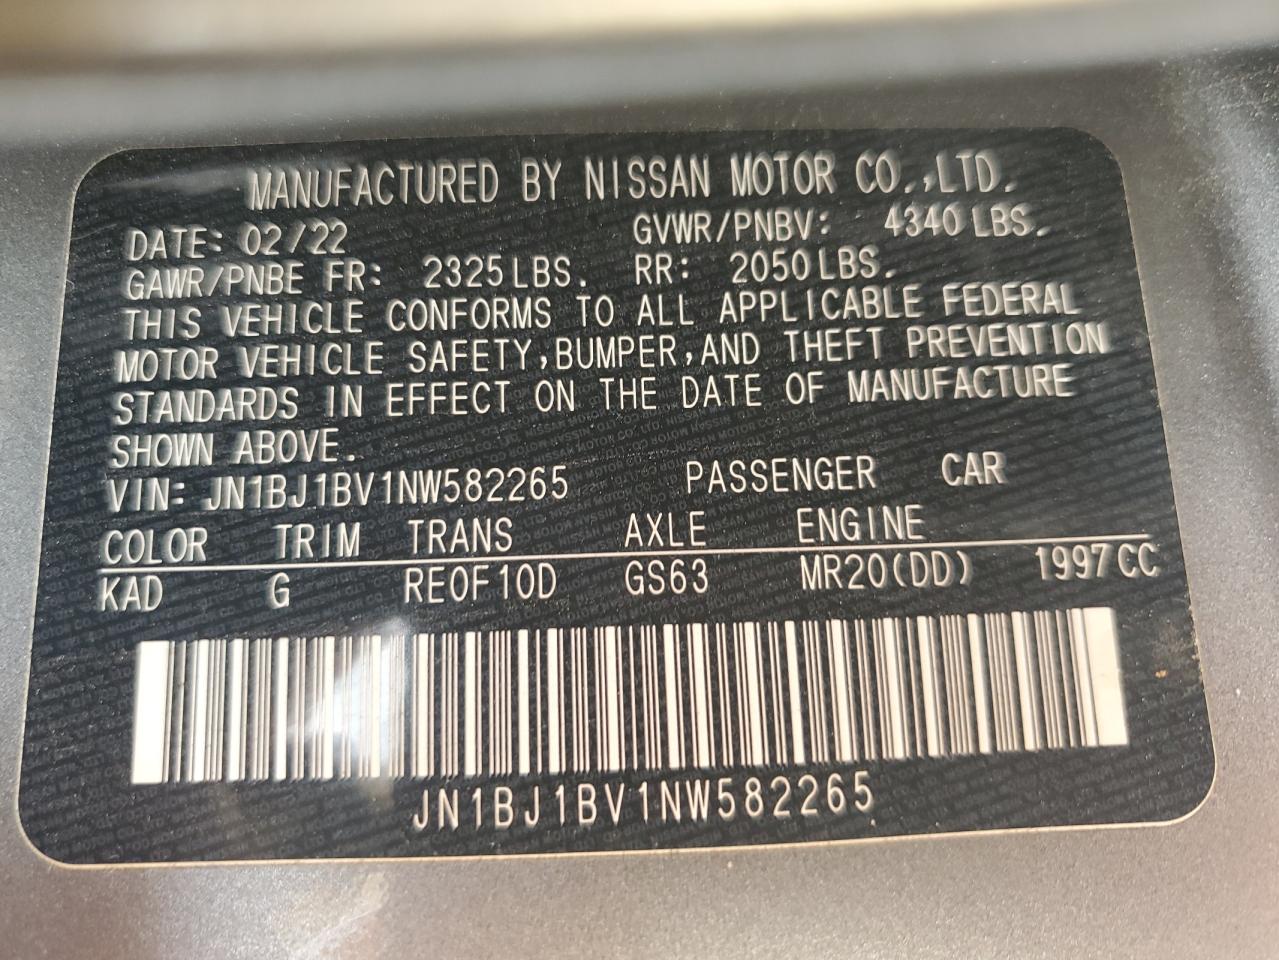 MANUFACTURED BY NISSAN MOTOR CO.,LTD.
DATE: 02/22 GVWR/PNBV: 4340 LBS.
GAWR/PNBE FR: 2325 LBS. RR: 2050 LBS.
THIS VEHICLE CONFORMS TO ALL APPLICABLE FEDERAL
MOTOR VEHICLE SAFETY, BUMPER, AND THEFT PREVENTION
STANDARDS IN EFFECT ON THE DATE OF MANUFACTURE
SHOWN ABOVE.
VIN: JN1BJ1BV1NW582265 PASSENGER CAR
COLOR TRIM TRANS AXLE ENGINE
KAD G RE0F10D GS63 MR20(DD) 1997CC
JN1BJ1BV1NW582265